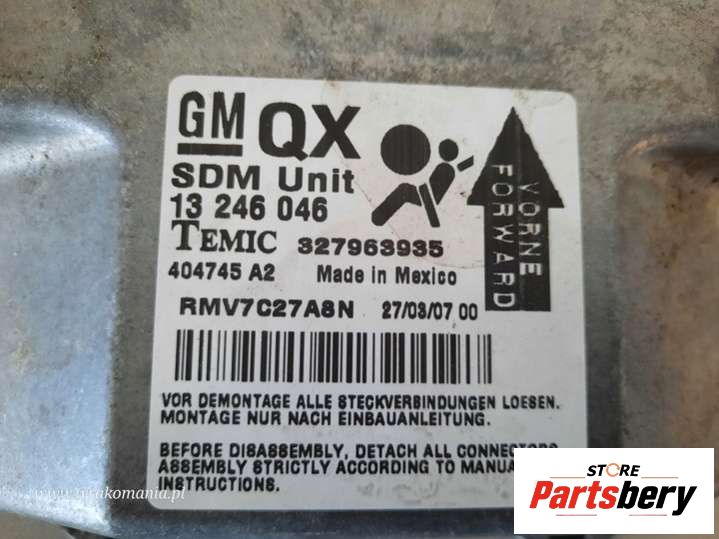 GM QX
SDM Unit
13 246 046
TEMIC 327963935
404745 A2 Made in Mexico
RMV7C27A8N 27/03/07 00
VORNE
FORWARD
VOR DEMONTAGE ALLE STECKVERBINDUNGEN LOESEN.
MONTAGE NUR NACH EINBAUANLEITUNG.
BEFORE DISASSEMBLY, DETACH ALL CONNECTORS
ASSEMBLY STRICTLY ACCORDING TO MANUA
INSTRUCTIONS.
STORE
Partsbery